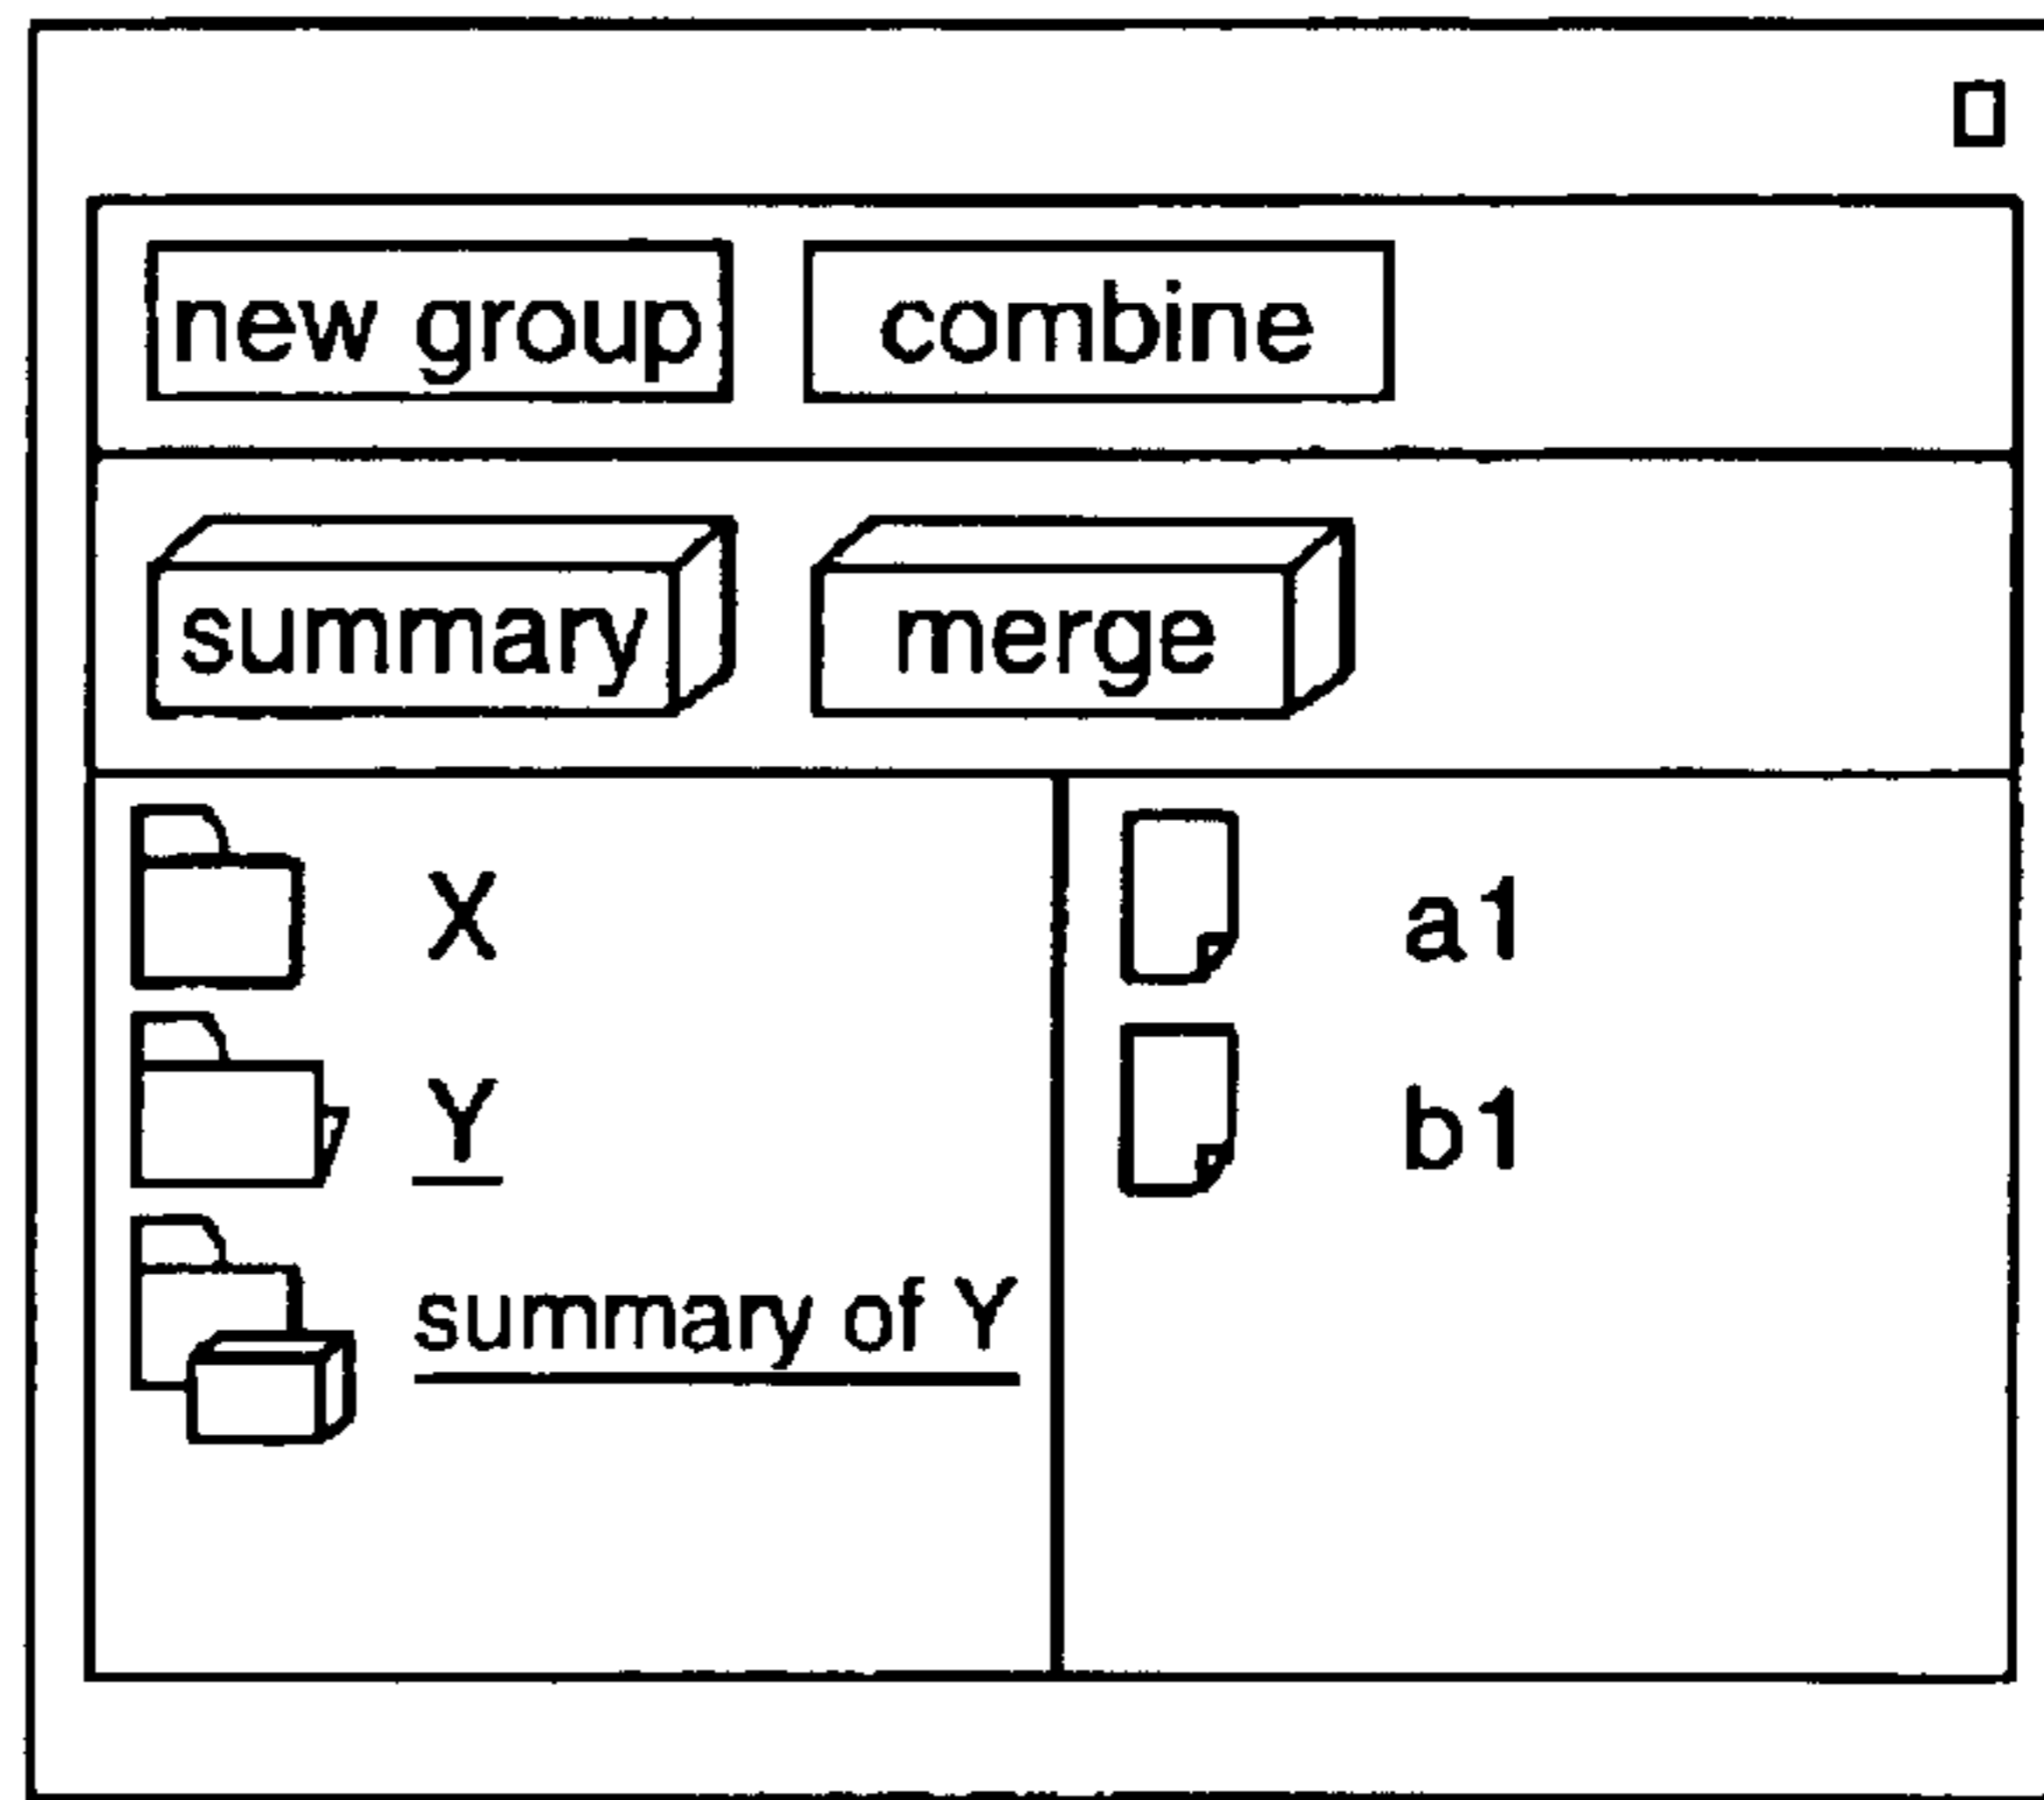 new group combine
summary merge
X a1
Y b1
summary of Y